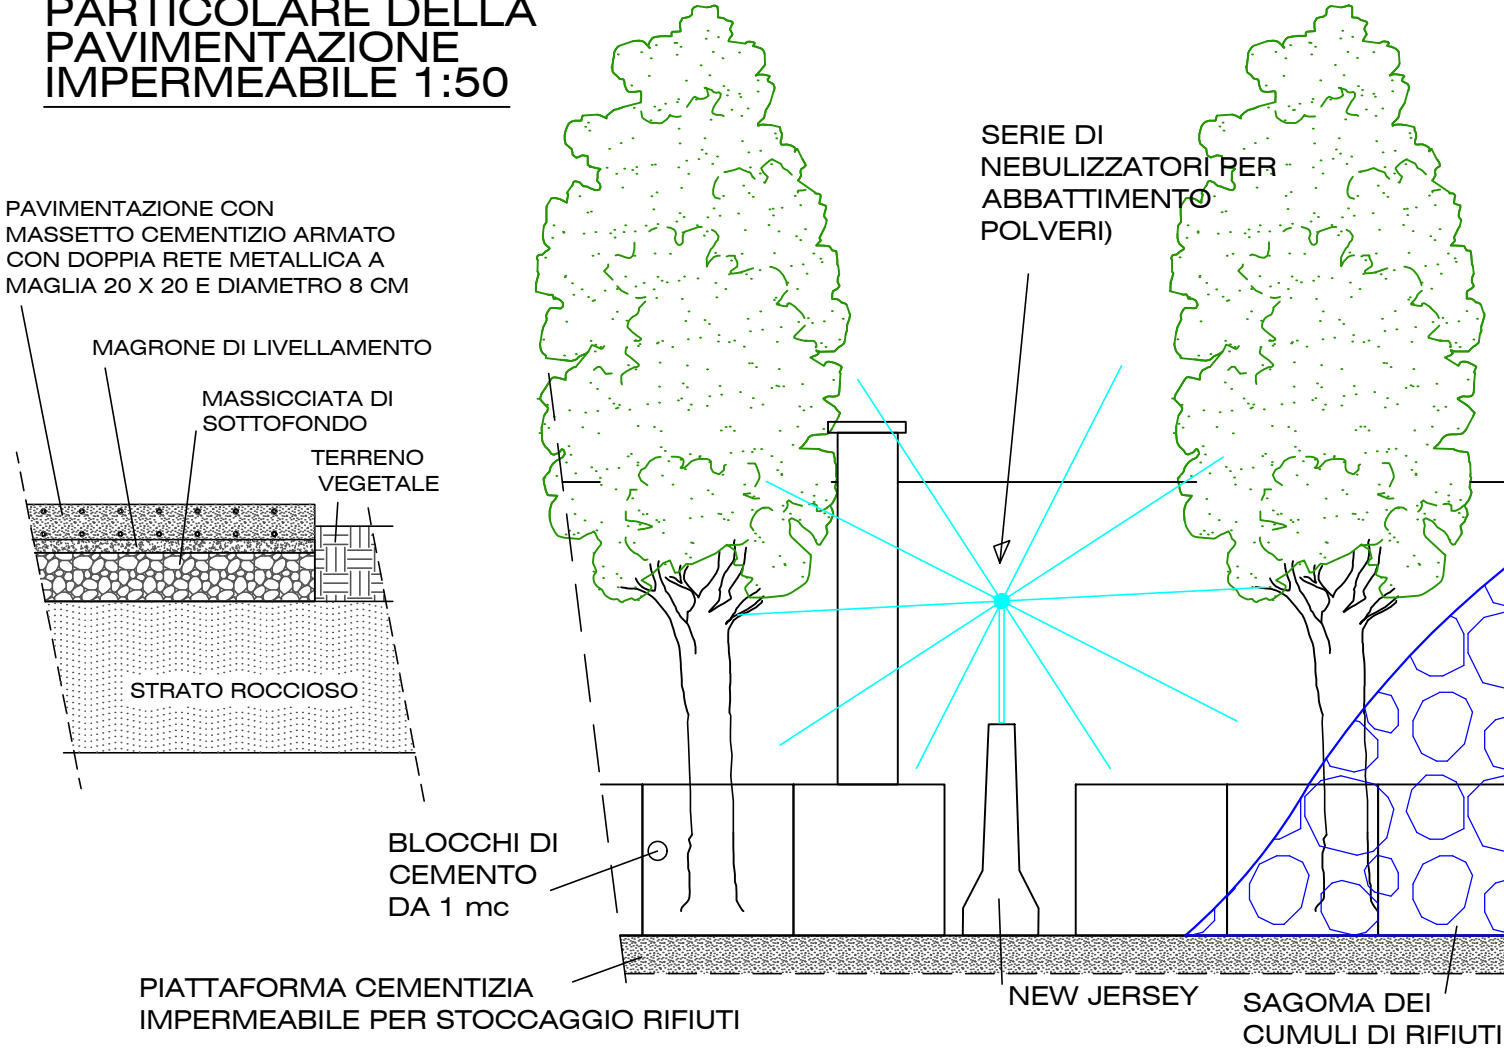 PARTICOLARE DELLA
PAVIMENTAZIONE
IMPERMEABILE 1:50
PAVIMENTAZIONE CON
MASSETTO CEMENTIZIO ARMATO
CON DOPPIA RETE METALLICA A
MAGLIA 20 X 20 E DIAMETRO 8 CM
MAGRONE DI LIVELLAMENTO
MASSICCIATA DI
SOTTOFONDO
TERRENO
VEGETALE
STRATO ROCCIOSO
SERIE DI
NEBULIZZATORI PER
ABBATTIMENTO
POLVERI)
BLOCCHI DI
CEMENTO
DA 1 mc
PIATTAFORMA CEMENTIZIA
IMPERMEABILE PER STOCCAGGIO RIFIUTI
NEW JERSEY
SAGOMA DEI
CUMULI DI RIFIUTI